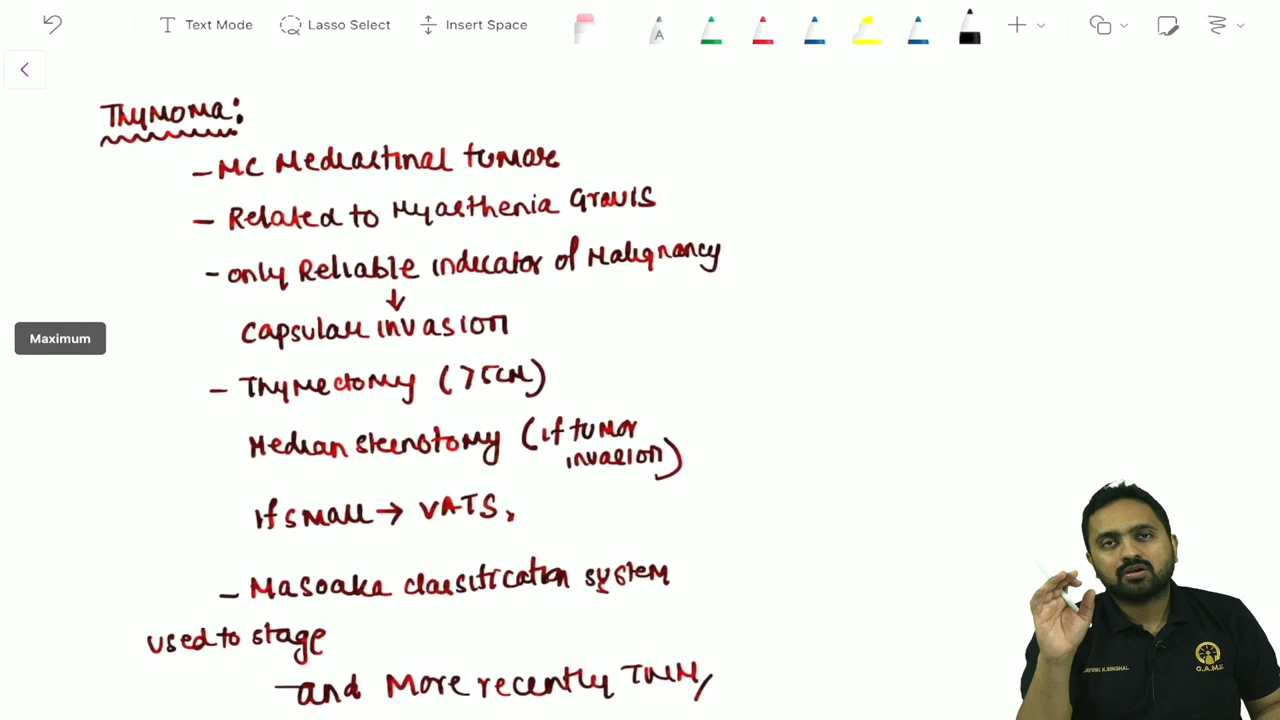 Text Mode
Lasso Select
Insert Space
Thymoma:
- MC Mediastinal tumor
- Related to Myasthenia Gravis
- only Reliable indicator of Malignancy
↓
Capsular invasion
Maximum
- Thymectomy (>5cm)
Median sternotomy (if tumor
invasion)
If small → VATS,
- Masoaka classification system
used to stage
- and More recently TNM,
G.A.M.E